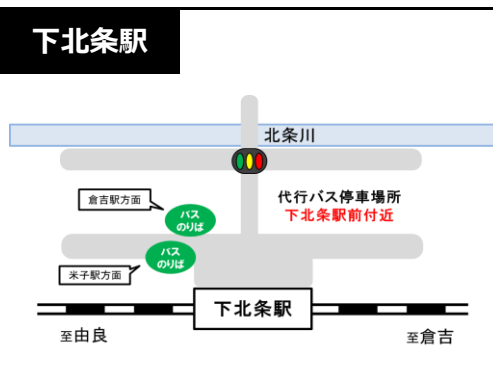 下北条駅
北条川
代行バス停車場所
下北条駅前付近
倉吉駅方面
バス
のりば
バス
のりば
米子駅方面
下北条駅
至由良
至倉吉